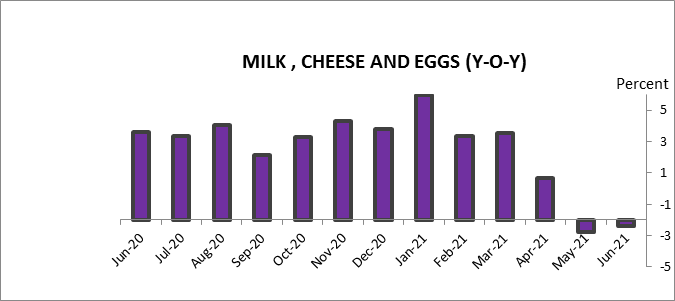 MILK , CHEESE AND EGGS (Y-O-Y)
Percent
5
3
1
-1
-3
-5
Jun-20 Jul-20 Aug-20 Sep-20 Oct-20 Nov-20 Dec-20 Jan-21 Feb-21 Mar-21 Apr-21 May-21 Jun-21